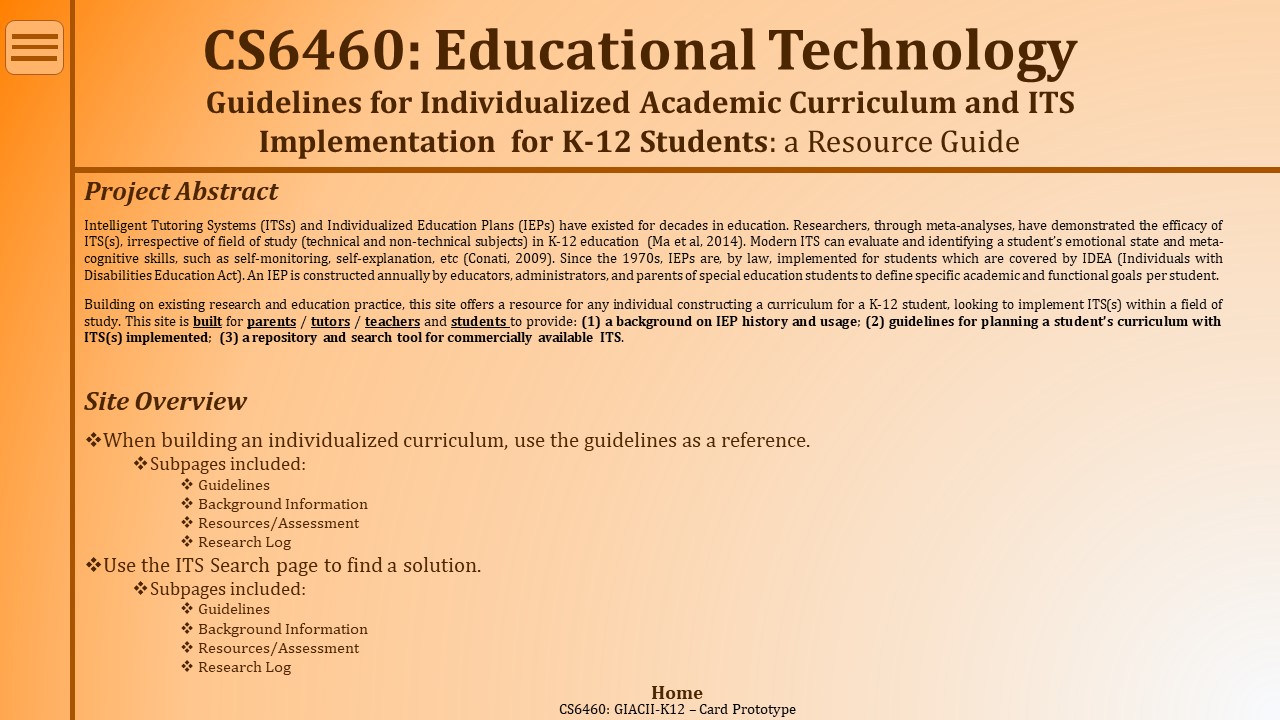 CS6460: Educational Technology
Guidelines for Individualized Academic Curriculum and ITS
Implementation for K-12 Students: a Resource Guide
Project Abstract
Intelligent Tutoring Systems (ITSs) and Individualized Education Plans (IEPs) have existed for decades in education. Researchers, through meta-analyses, have demonstrated the efficacy of
ITS(s), irrespective of field of study (technical and non-technical subjects) in K-12 education (Ma et al, 2014). Modern ITS can evaluate and identifying a student's emotional state and meta-
cognitive skills, such as self-monitoring, self-explanation, etc (Conati, 2009). Since the 1970s, IEPs are, by law, implemented for students which are covered by IDEA (Individuals with
Disabilities Education Act). An IEP is constructed annually by educators, administrators, and parents of special education students to define specific academic and functional goals per student.
Building on existing research and education practice, this site offers a resource for any individual constructing a curriculum for a K-12 student, looking to implement ITS(s) within a field of
study. This site is built for parents / tutors / teachers and students to provide: (1) a background on IEP history and usage; (2) guidelines for planning a student's curriculum with
ITS(s) implemented; (3) a repository and search tool for commercially available ITS.
Site Overview
❖When building an individualized curriculum, use the guidelines as a reference.
❖Subpages included:
❖ Guidelines
❖ Background Information
❖ Resources/Assessment
❖ Research Log
❖Use the ITS Search page to find a solution.
❖Subpages included:
❖ Guidelines
❖ Background Information
❖ Resources/Assessment
❖ Research Log
Home
CS6460: GIACII-K12 – Card Prototype